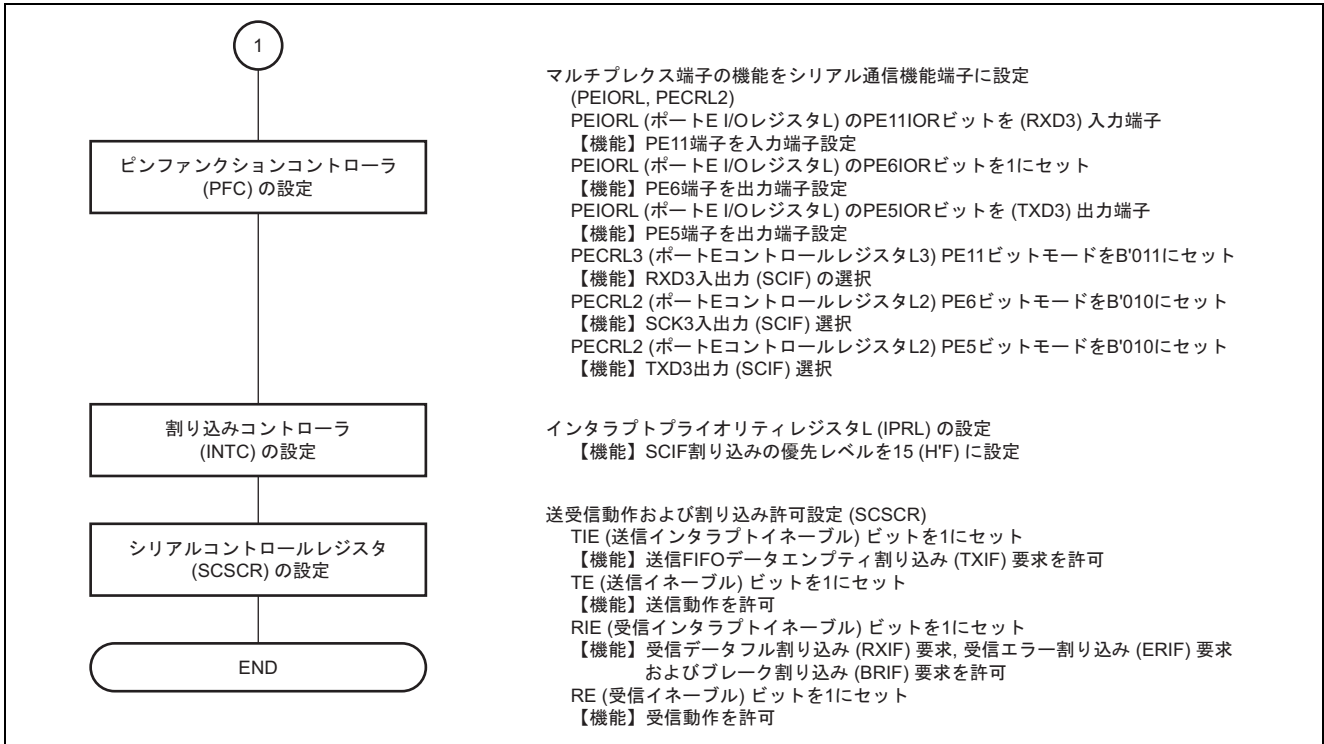 1
ピンファンクションコントローラ
(PFC) の設定
マルチプレクス端子の機能をシリアル通信機能端子に設定
(PEIORL, PECRL2)
PEIORL (ポートE I/OレジスタL) のPE11IORビットを (RXD3) 入力端子
【機能】PE11端子を入力端子設定
PEIORL (ポートE I/OレジスタL) のPE6IORビットを1にセット
【機能】PE6端子を出力端子設定
PEIORL (ポートE I/OレジスタL) のPE5IORビットを (TXD3) 出力端子
【機能】PE5端子を出力端子設定
PECRL3 (ポートEコントロールレジスタL3) PE11ビットモードをB'011にセット
【機能】RXD3入出力 (SCIF) の選択
PECRL2 (ポートEコントロールレジスタL2) PE6ビットモードをB'010にセット
【機能】SCK3入出力 (SCIF) 選択
PECRL2 (ポートEコントロールレジスタL2) PE5ビットモードをB'010にセット
【機能】TXD3出力 (SCIF) 選択
割り込みコントローラ
(INTC) の設定
インタラプトプライオリティレジスタL (IPRL) の設定
【機能】SCIF割り込みの優先レベルを15 (H'F) に設定
シリアルコントロールレジスタ
(SCSCR) の設定
送受信動作および割り込み許可設定 (SCSCR)
TIE (送信インタラプトイネーブル) ビットを1にセット
【機能】送信FIFOデータエンプティ割り込み (TXIF) 要求を許可
TE (送信イネーブル) ビットを1にセット
【機能】送信動作を許可
RIE (受信インタラプトイネーブル) ビットを1にセット
【機能】受信データフル割り込み (RXIF) 要求, 受信エラー割り込み (ERIF) 要求
およびブレーク割り込み (BRIF) 要求を許可
RE (受信イネーブル) ビットを1にセット
【機能】受信動作を許可
END